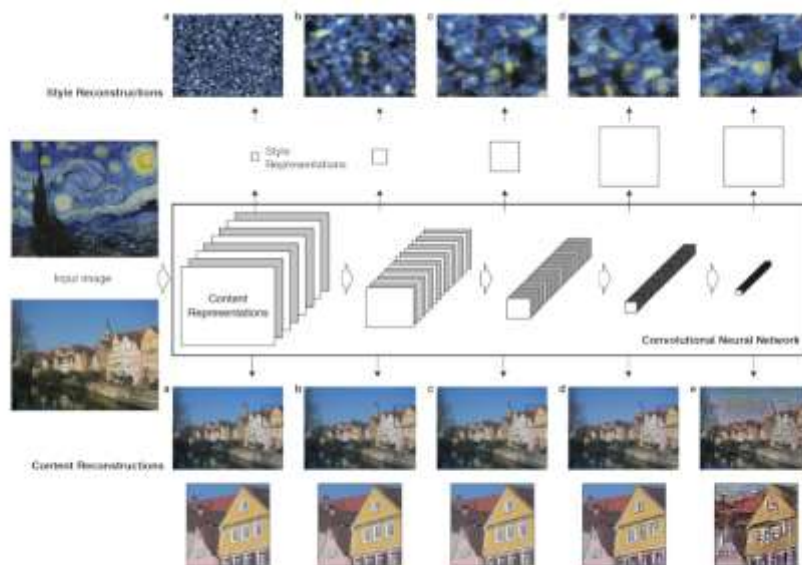 a b c d e
Style Reconstructions
Style
Representations
Input image
Content
Representations
Convolutional Neural Network
a b c d e
Content Reconstructions